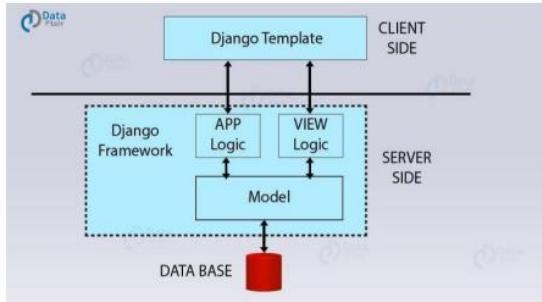 Data
Flair
Django Template
CLIENT
SIDE
Django
Framework
APP
Logic
VIEW
Logic
SERVER
SIDE
Model
DATA BASE